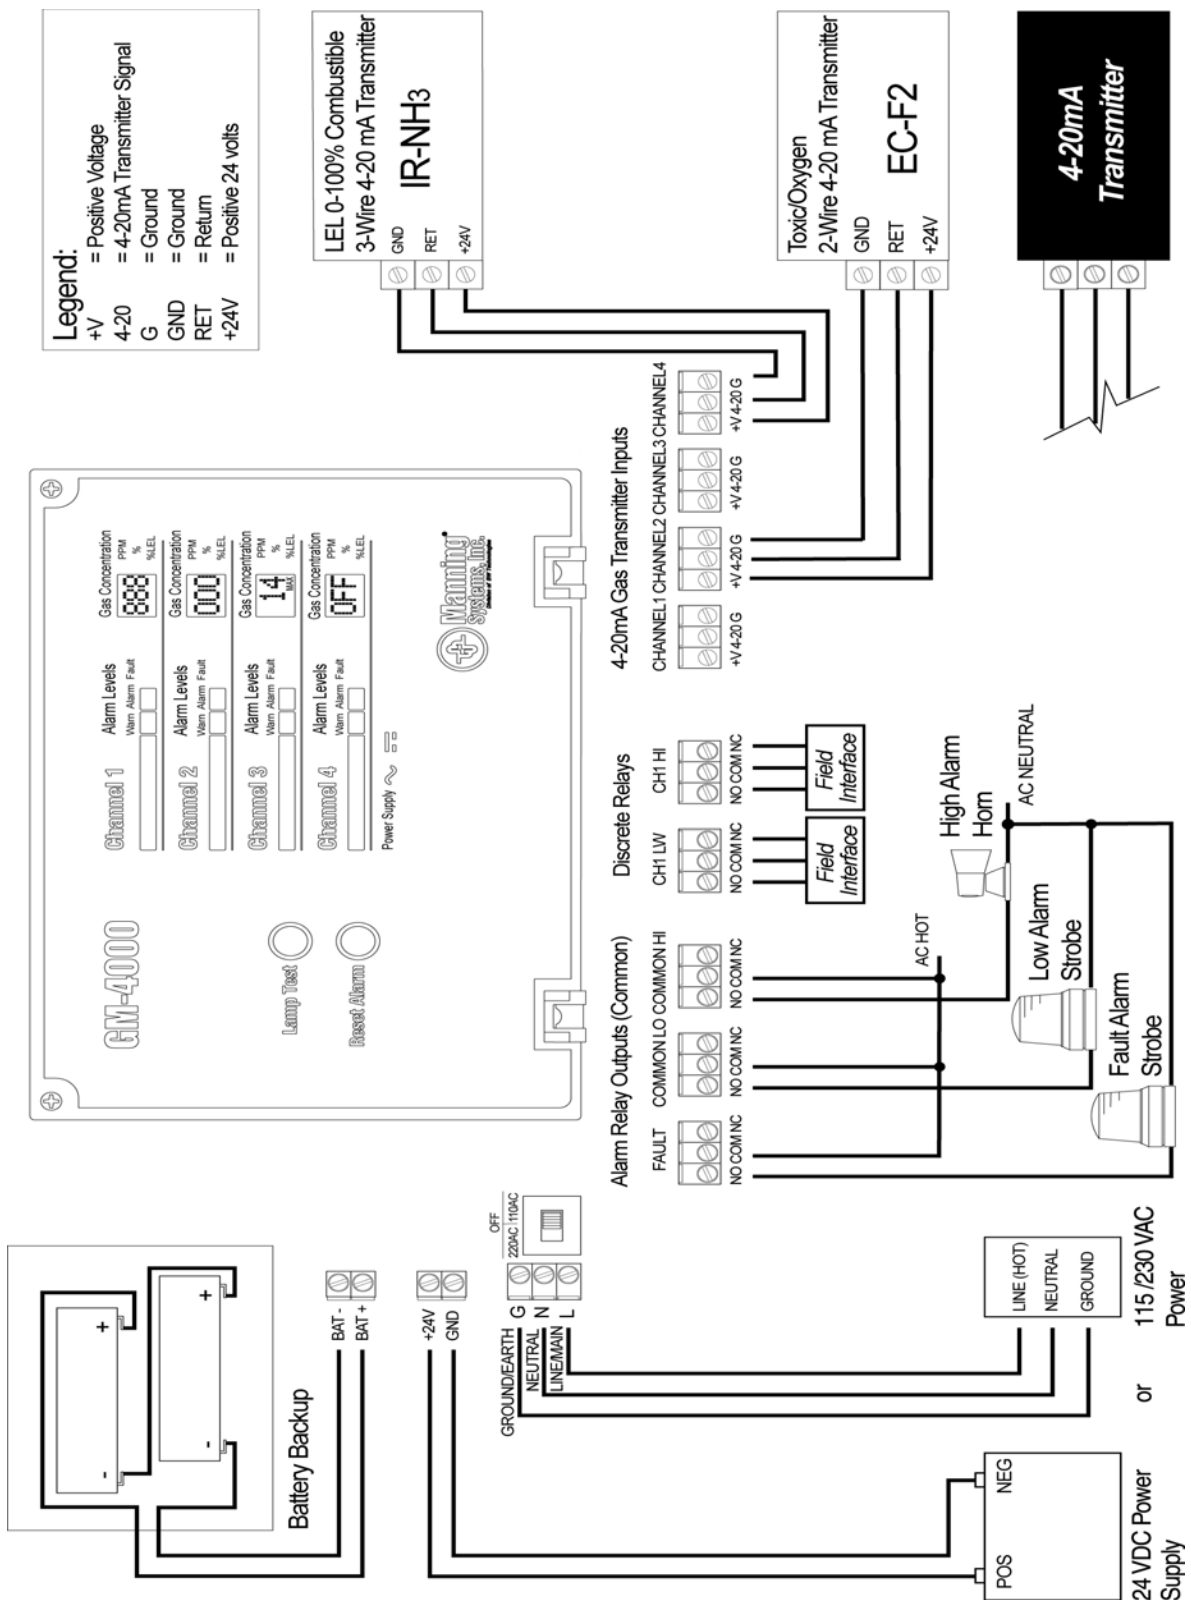 Legend:
+V = Positive Voltage
4-20 = 4-20mA Transmitter Signal
G = Ground
GND = Ground
RET = Return
+24V = Positive 24 volts
LEL 0-100% Combustible
3-Wire 4-20 mA Transmitter
IR-NH3
GND
RET
+24V
Toxic/Oxygen
2-Wire 4-20 mA Transmitter
EC-F2
GND
RET
+24V
4-20mA
Transmitter
GM-4000
Lamp Test
Reset Alarm
Channel 1
Alarm Levels
Warn Alarm Fault
Gas Concentration
888
PPM
%
%LEL
Channel 2
Alarm Levels
Warn Alarm Fault
Gas Concentration
000
PPM
%
%LEL
Channel 3
Alarm Levels
Warn Alarm Fault
Gas Concentration
14
MAX
PPM
%
%LEL
Channel 4
Alarm Levels
Warn Alarm Fault
Gas Concentration
OFF
PPM
%
%LEL
Power Supply
Manning
Systems, Inc.
4-20mA Gas Transmitter Inputs
CHANNEL1 CHANNEL2 CHANNEL3 CHANNEL4
+V 4-20 G
+V 4-20 G
+V 4-20 G
+V 4-20 G
Discrete Relays
CH1 LW
CH1 HI
NO COM NC
NO COM NC
Field
Interface
Field
Interface
Alarm Relay Outputs (Common)
FAULT
COMMON LO
COMMON HI
NO COM NC
NO COM NC
NO COM NC
AC HOT
AC NEUTRAL
High Alarm
Horn
Low Alarm
Strobe
Fault Alarm
Strobe
- +
- +
Battery Backup
BAT -
BAT +
+24V
GND
OFF
220AC 110AC
G
N
L
GROUND/EARTH
NEUTRAL
LINE/MAIN
POS
NEG
24 VDC Power
Supply
or
LINE (HOT)
NEUTRAL
GROUND
115 /230 VAC
Power